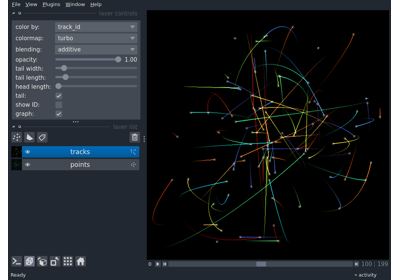 File View Plugins Window Help
layer controls
color by: track_id
colormap: turbo
blending: additive
opacity: 1.00
tail width:
tail length:
head length:
tail:
show ID:
graph:
layer list
tracks
points
0 100 199
Ready activity